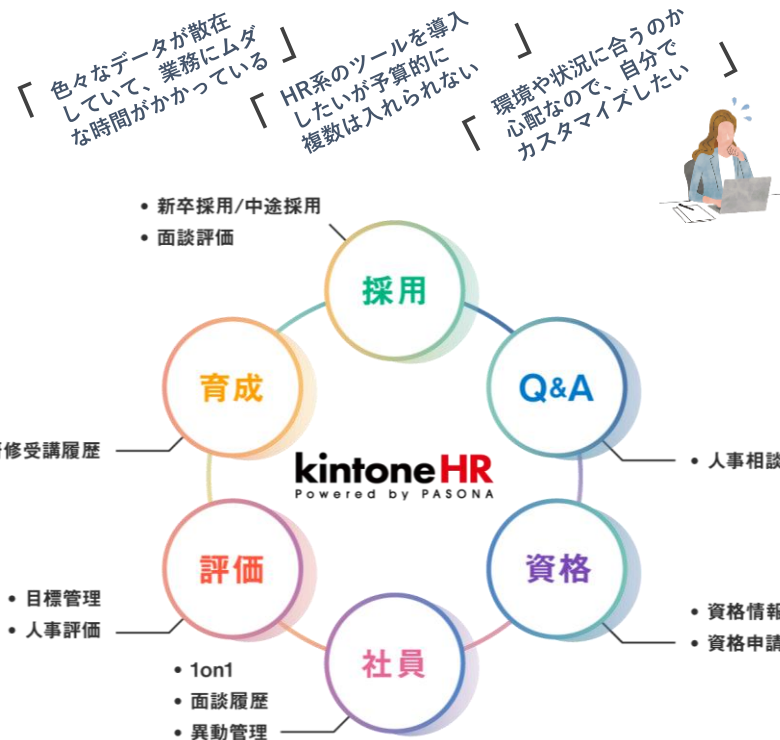 「色々なデータが散在
していて、業務にムダ
な時間がかかっている」
「HR系のツールを導入
したいが予算的に
複数は入れられない」
「環境や状況に合うのか
心配なので、自分で
カスタマイズしたい」
• 新卒採用/中途採用
• 面談評価
採用
育成
Q&A
修受講履歴
kintoneHR
Powered by PASONA
• 人事相談
評価
資格
• 目標管理
• 人事評価
• 資格情報
• 資格申請
社員
• 1on1
• 面談履歴
• 異動管理